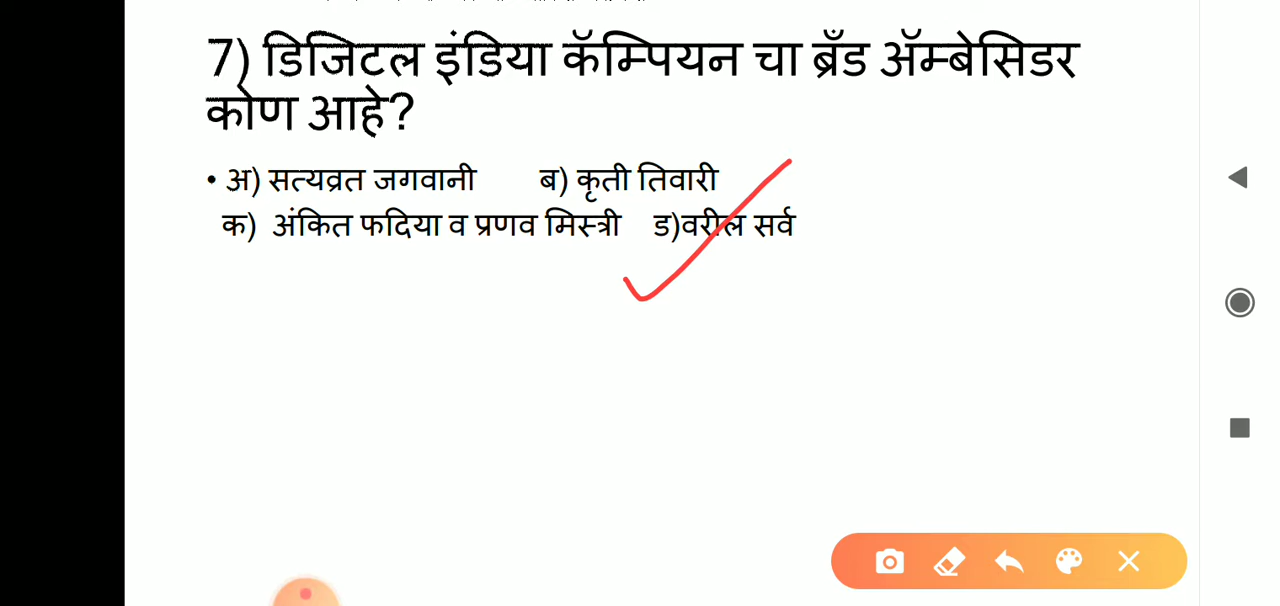 7) डिजिटल इंडिया कॅम्पियन चा ब्रँड ॲम्बेसिडर
कोण आहे?
• अ) सत्यव्रत जगवानी ब) कृती तिवारी
क) अंकित फदिया व प्रणव मिस्त्री ड)वरील सर्व